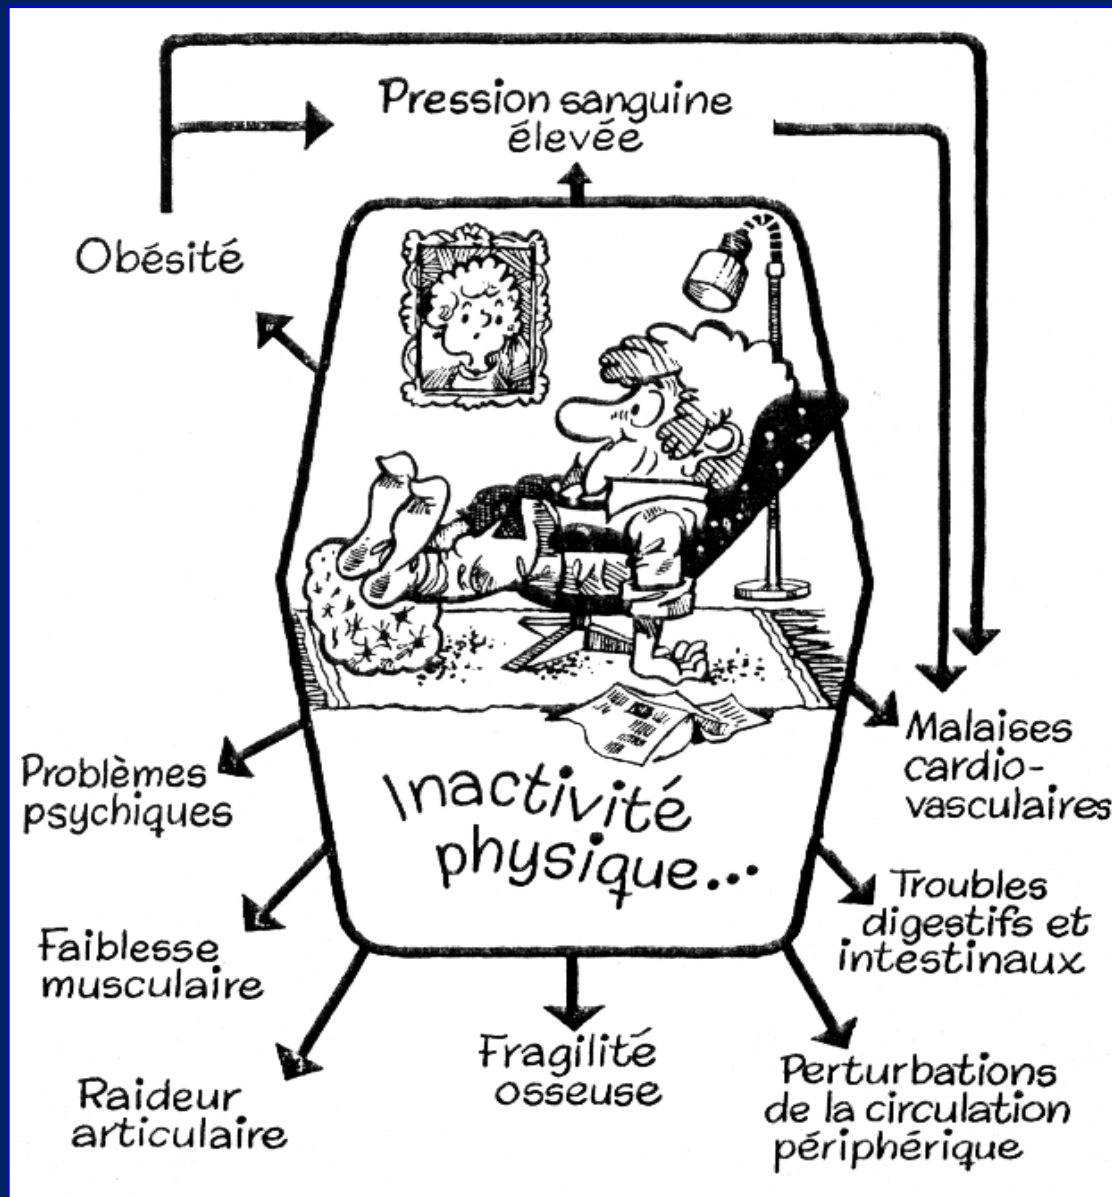 Pression sanguine
élevée
Obésité
Malaises
cardio-
vasculaires
Problèmes
psychiques
Inactivité
physique...
Troubles
digestifs et
intestinaux
Faiblesse
musculaire
Fragilité
osseuse
Perturbations
de la circulation
périphérique
Raideur
articulaire